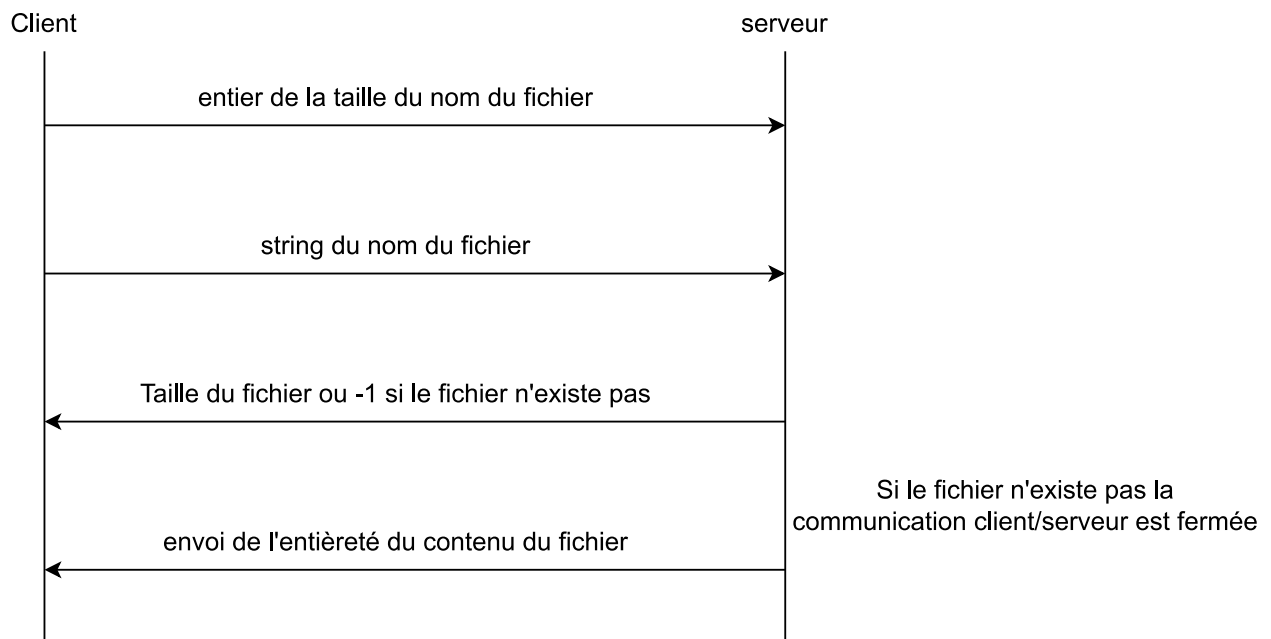 Client
serveur
entier de la taille du nom du fichier
string du nom du fichier
Taille du fichier ou -1 si le fichier n'existe pas
Si le fichier n'existe pas la
communication client/serveur est fermée
envoi de l'entièreté du contenu du fichier